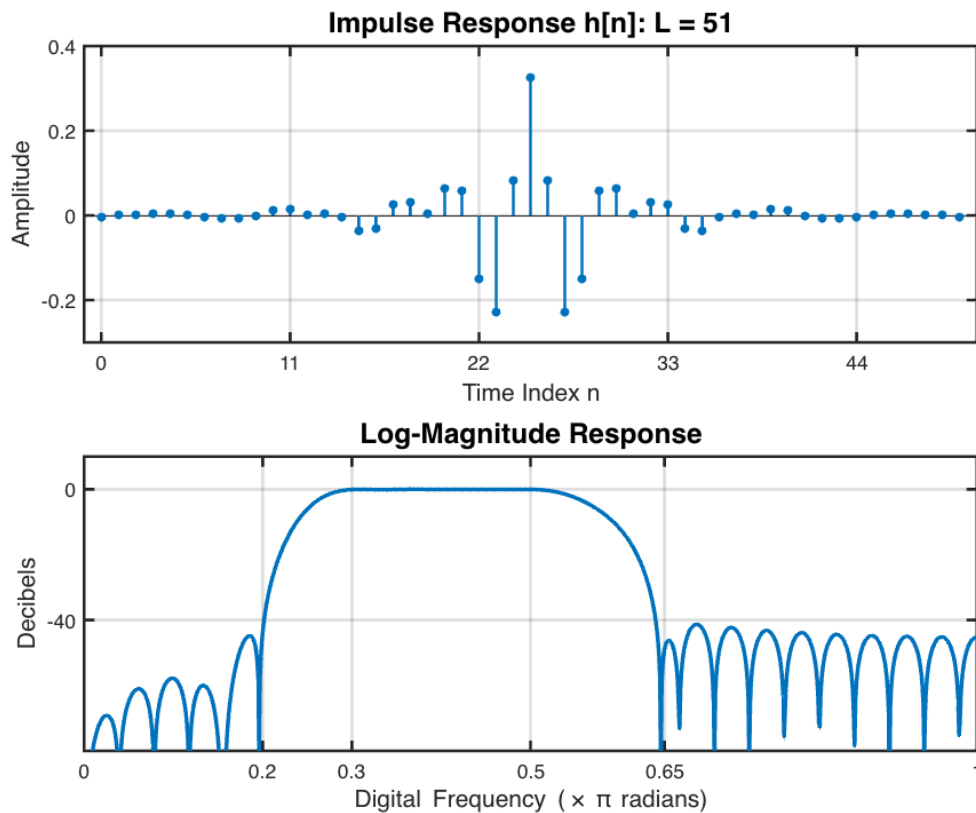 Impulse Response h[n]: L = 51
0.4
0.2
0
-0.2
Amplitude
0 11 22 33 44
Time Index n
Log-Magnitude Response
0
-40
Decibels
0 0.2 0.3 0.5 0.65
Digital Frequency ( × π radians)